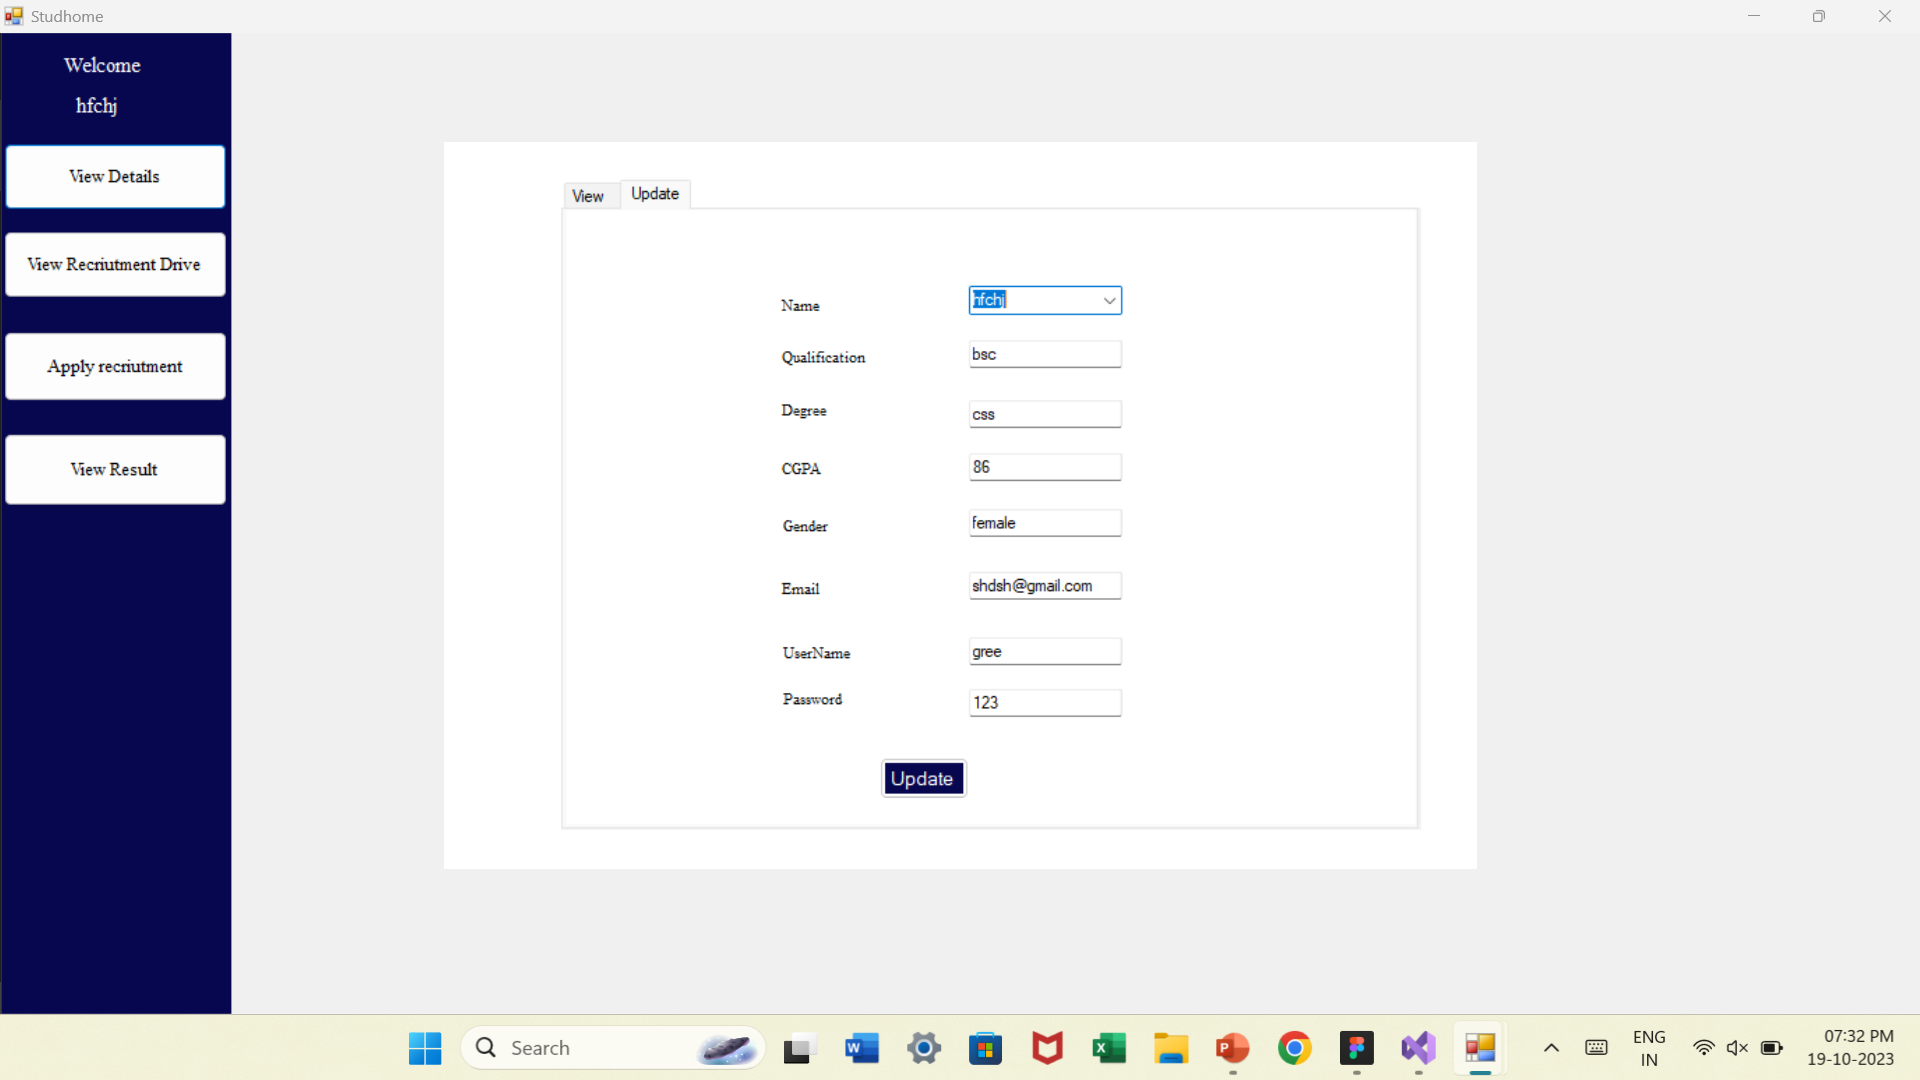 Studhome
Welcome
hfchj
View Details
View Recriutment Drive
Apply recriutment
View Result
View
Update
Name
hfchj
Qualification
bsc
Degree
css
CGPA
86
Gender
female
Email
shdsh@gmail.com
UserName
gree
Password
123
Update
Search
W
X
P
ENG
IN
07:32 PM
19-10-2023